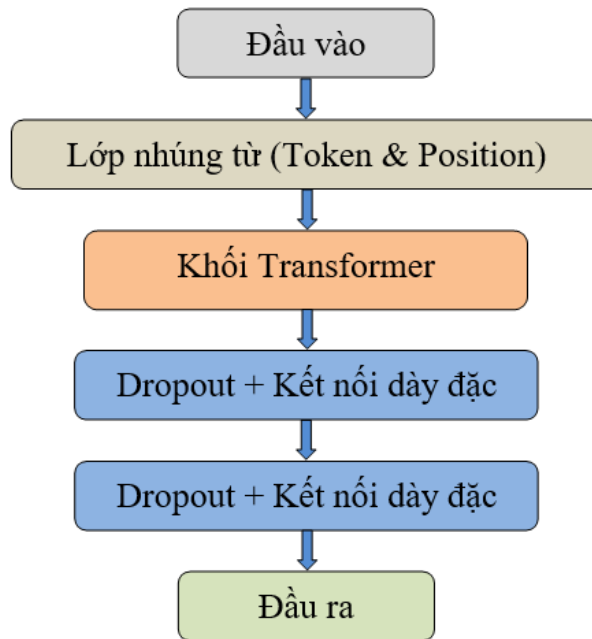 Đầu vào
Lớp nhúng từ (Token & Position)
Khối Transformer
Dropout + Kết nối dày đặc
Dropout + Kết nối dày đặc
Đầu ra